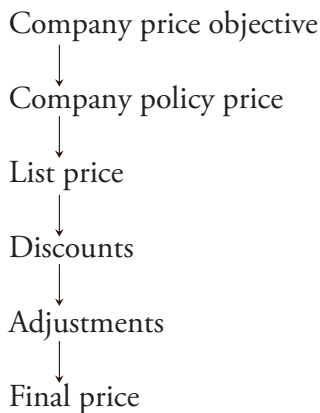 Company price objective
Company policy price
List price
Discounts
Adjustments
Final price